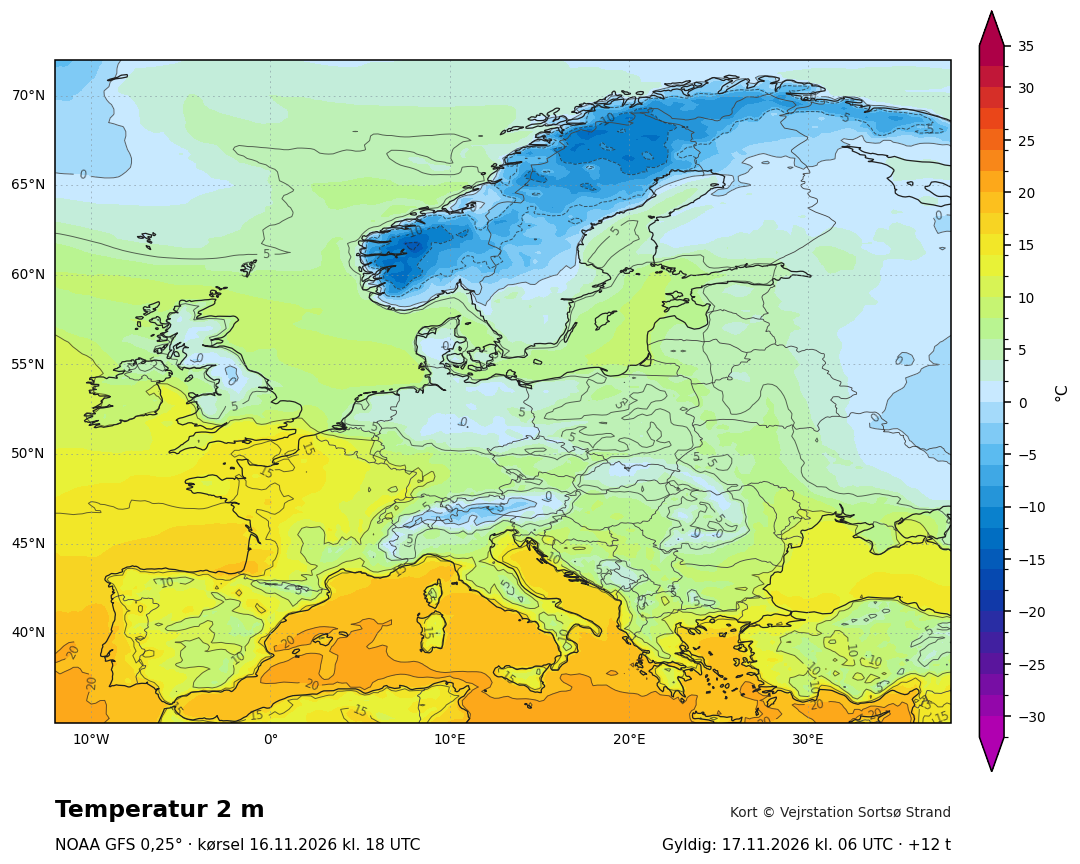 70°N
65°N
60°N
55°N
50°N
45°N
40°N
10°W
0°
10°E
20°E
30°E
35
30
25
20
15
10
5
0
−5
−10
−15
−20
−25
−30
°C
Temperatur 2 m
Kort © Vejrstation Sortsø Strand
NOAA GFS 0,25° · kørsel 16.11.2026 kl. 18 UTC
Gyldig: 17.11.2026 kl. 06 UTC · +12 t